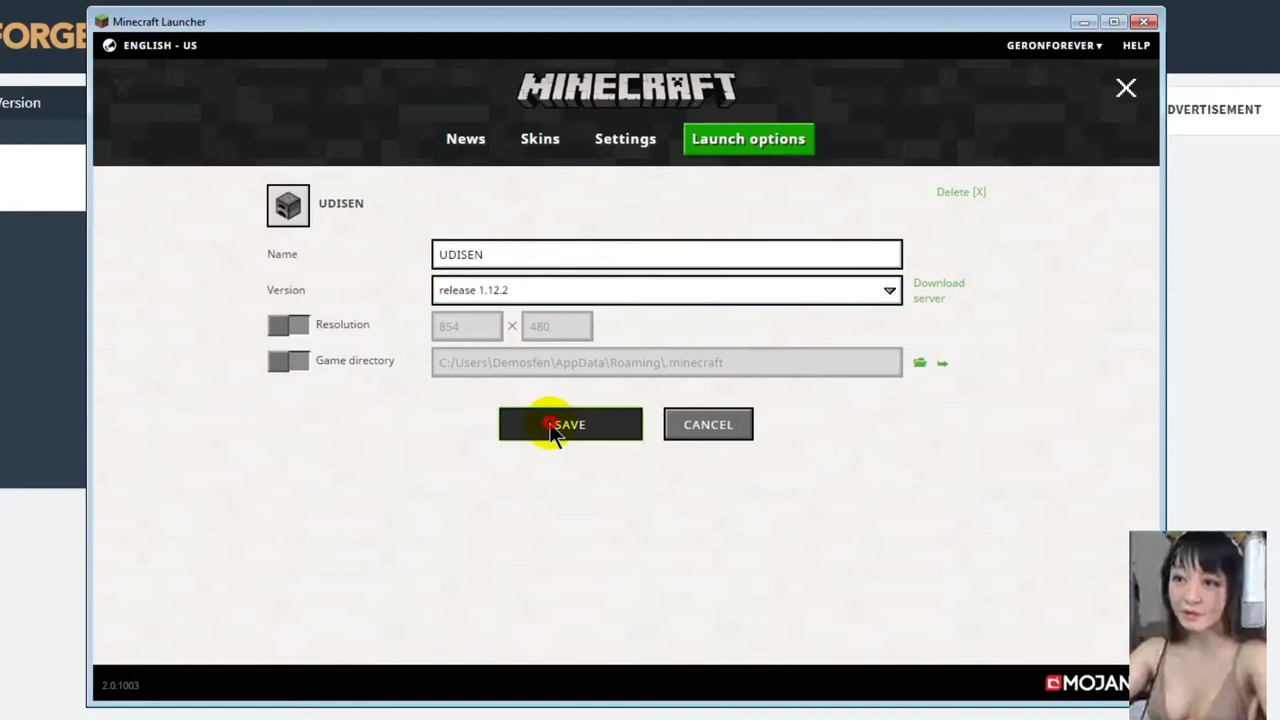 Minecraft Launcher
FORGE
ENGLISH - US
GERONFOREVER
HELP
MINECRAFT
Version
DVERTISEMENT
News
Skins
Settings
Launch options
UDISEN
Delete [X]
Name
UDISEN
Version
release 1.12.2
Download
server
Resolution
854
×
480
Game directory
C:/Users\Demosfen\AppData\Roaming\.minecraft
SAVE
CANCEL
2.0.1003
MOJAN